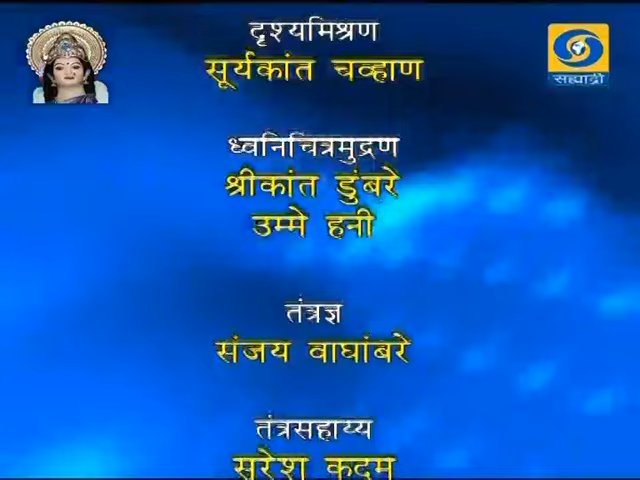 दृश्यमिश्रण
सूर्यकांत चव्हाण
सह्याद्री
ध्वनिचित्रमुद्रण
श्रीकांत डुंबरे
उम्मे हनी
तंत्रज्ञ
संजय वाघांबरे
तंत्रसहाय्य
सुरेश कदम